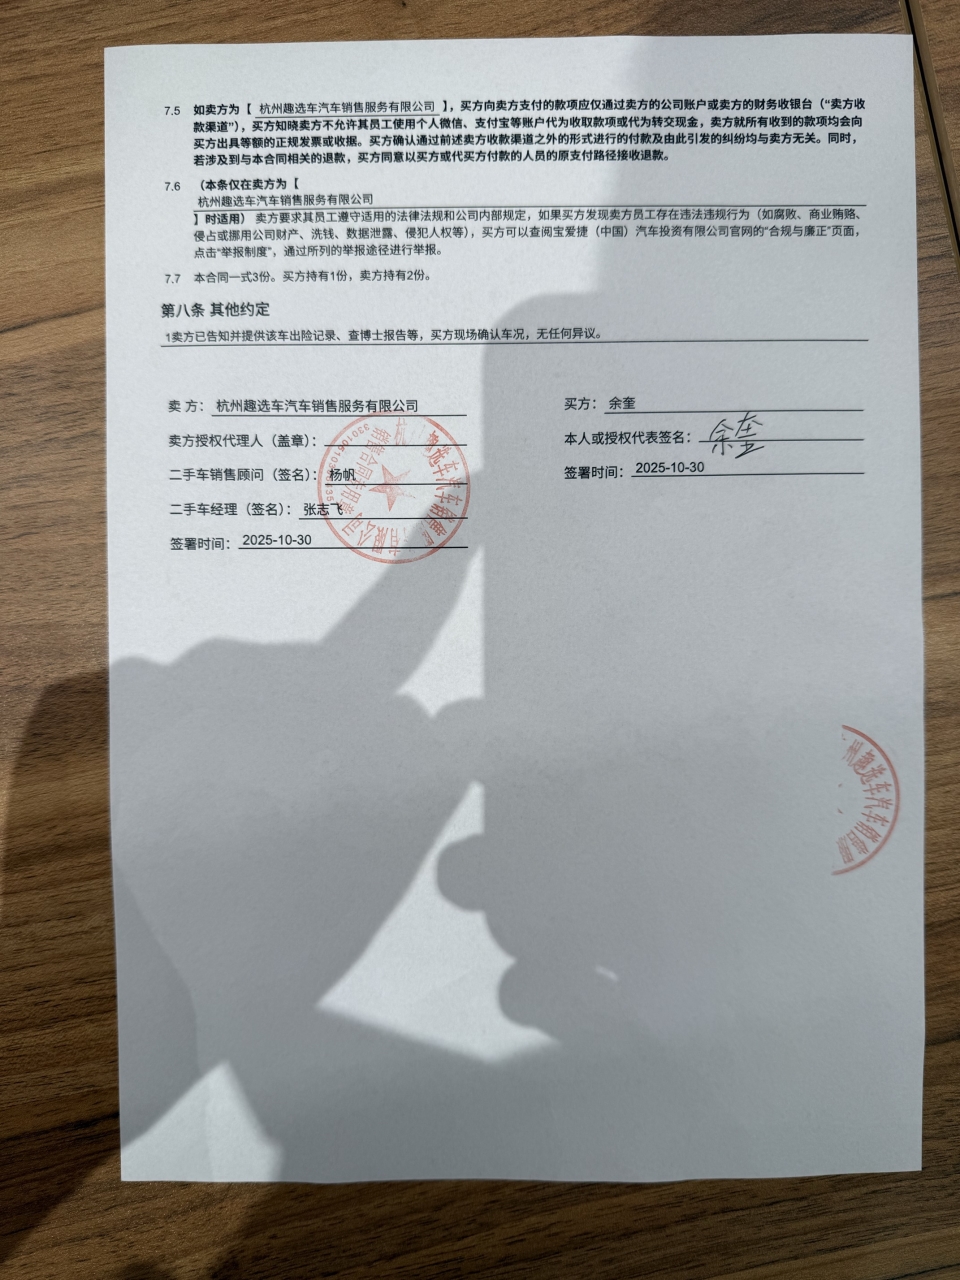 7.5 如卖方为【 杭州趣选车汽车销售服务有限公司 】，买方向卖方支付的款项应仅通过卖方的公司账户或卖方的财务收银台（“卖方收
款渠道”），买方知晓卖方不允许其员工使用个人微信、支付宝等账户代为收取款项或代为转交现金，卖方就所有收到的款项均会向
买方出具等额的正规发票或收据。买方确认通过前述卖方收款渠道之外的形式进行的付款及由此引发的纠纷均与卖方无关。同时，
若涉及到与本合同相关的退款，买方同意以买方或代买方付款的人员的原支付路径接收退款。
7.6 （本条仅在卖方为【
杭州趣选车汽车销售服务有限公司
】时适用） 卖方要求其员工遵守适用的法律法规和公司内部规定，如果买方发现卖方员工存在违法违规行为（如腐败、商业贿赂、
侵占或挪用公司财产、洗钱、数据泄露、侵犯人权等），买方可以查阅宝爱捷（中国）汽车投资有限公司官网的“合规与廉正”页面，
点击“举报制度”，通过所列的举报途径进行举报。
7.7 本合同一式3份。买方持有1份，卖方持有2份。
第八条 其他约定
1卖方已告知并提供该车出险记录、查博士报告等，买方现场确认车况，无任何异议。
卖 方： 杭州趣选车汽车销售服务有限公司
卖方授权代理人（盖章）：
二手车销售顾问（签名）： 杨帆
二手车经理（签名）： 张志飞
签署时间： 2025-10-30
买方： 余奎
本人或授权代表签名： 余奎
签署时间： 2025-10-30
州趣选车汽车销